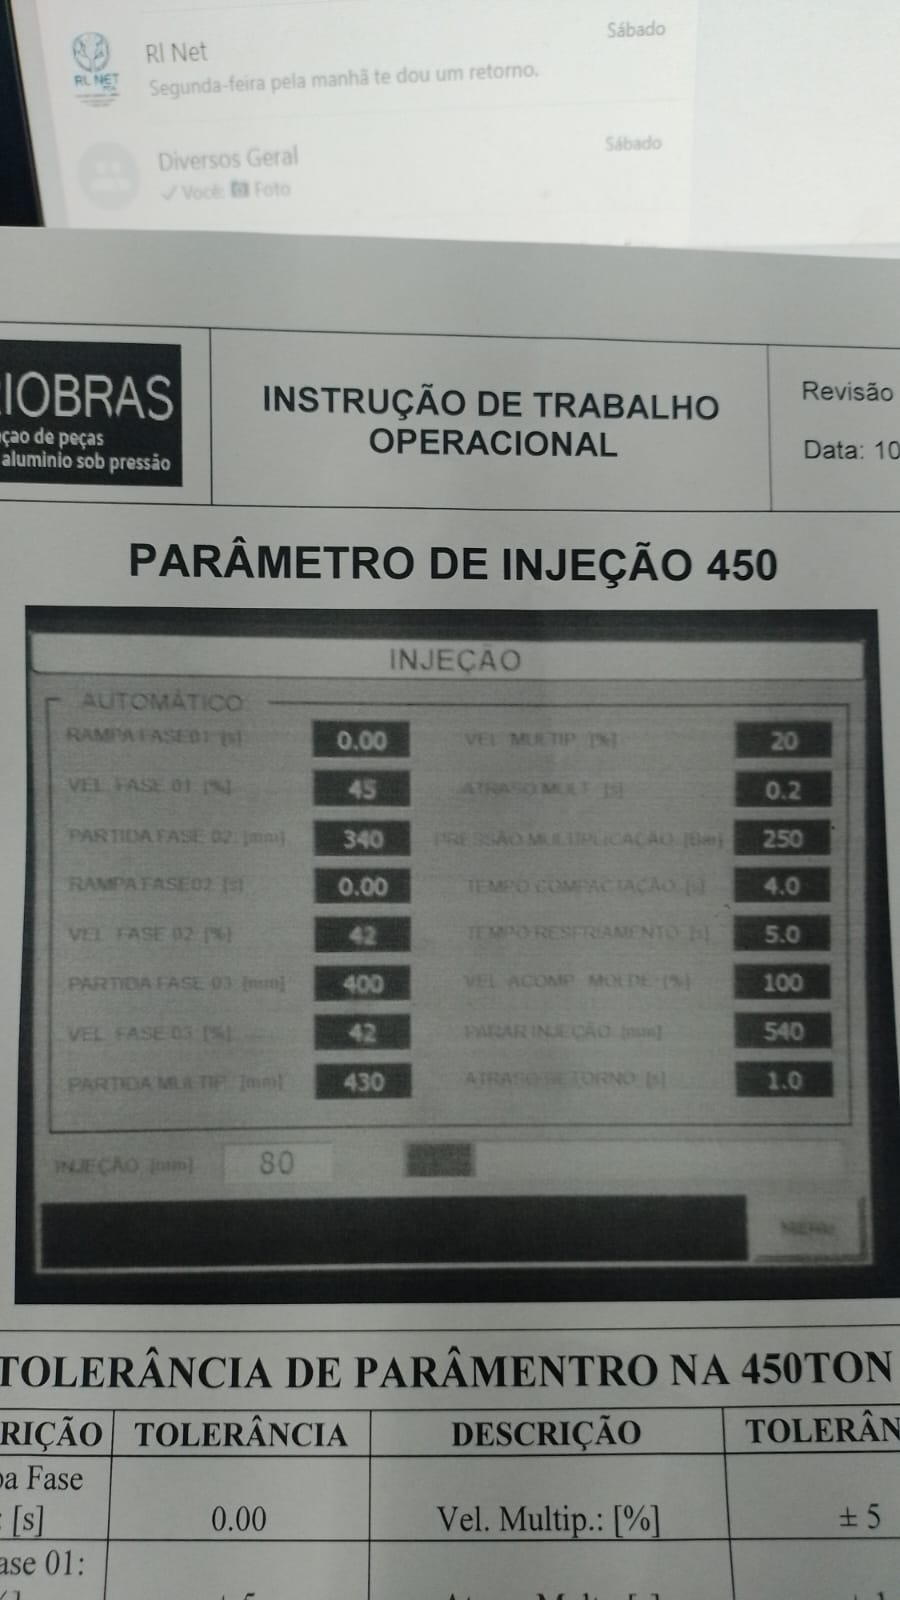 Rl Net
Sábado
Segunda-feira pela manhã te dou um retorno.
RL NET
Diversos Geral
Sábado
✓ Você: Foto
IOBRAS
çao de peças
aluminio sob pressão
INSTRUÇÃO DE TRABALHO
OPERACIONAL
Revisão
Data: 10
PARÂMETRO DE INJEÇÃO 450
INJEÇÃO
AUTOMÁTICO
RAMPA FASE 01 [s] 0.00 VEL MULTIP [%] 20
VEL FASE 01 [%] 45 ATRASO MULT [s] 0.2
PARTIDA FASE 02 [mm] 340 PRESSÃO MULTIPLICAÇÃO [Bar] 250
RAMPA FASE02 [s] 0.00 TEMPO COMPACTAÇÃO [s] 4.0
VEL FASE 02 [%] 42 TEMPO RESFRIAMENTO [s] 5.0
PARTIDA FASE 03 [mm] 400 VEL ACOMP MOLDE [%] 100
VEL FASE 03 [%] 42 PARAR INJEÇÃO [mm] 540
PARTIDA MULTIP [mm] 430 ATRASO RETORNO [s] 1.0
INJEÇÃO [mm] 80
MENU
TOLERÂNCIA DE PARÂMENTRO NA 450TON
RIÇÃO TOLERÂNCIA DESCRIÇÃO TOLERÂN
pa Fase
: [s] 0.00 Vel. Multip.: [%] ± 5
ase 01: